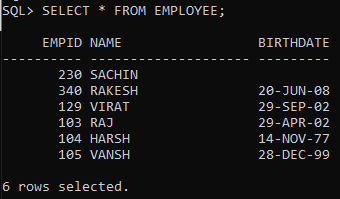 SQL> SELECT * FROM EMPLOYEE;
EMPID NAME BIRTHDATE
---------- -------------------- ---------
230 SACHIN
340 RAKESH 20-JUN-08
129 VIRAT 29-SEP-02
103 RAJ 29-APR-02
104 HARSH 14-NOV-77
105 VANSH 28-DEC-99
6 rows selected.